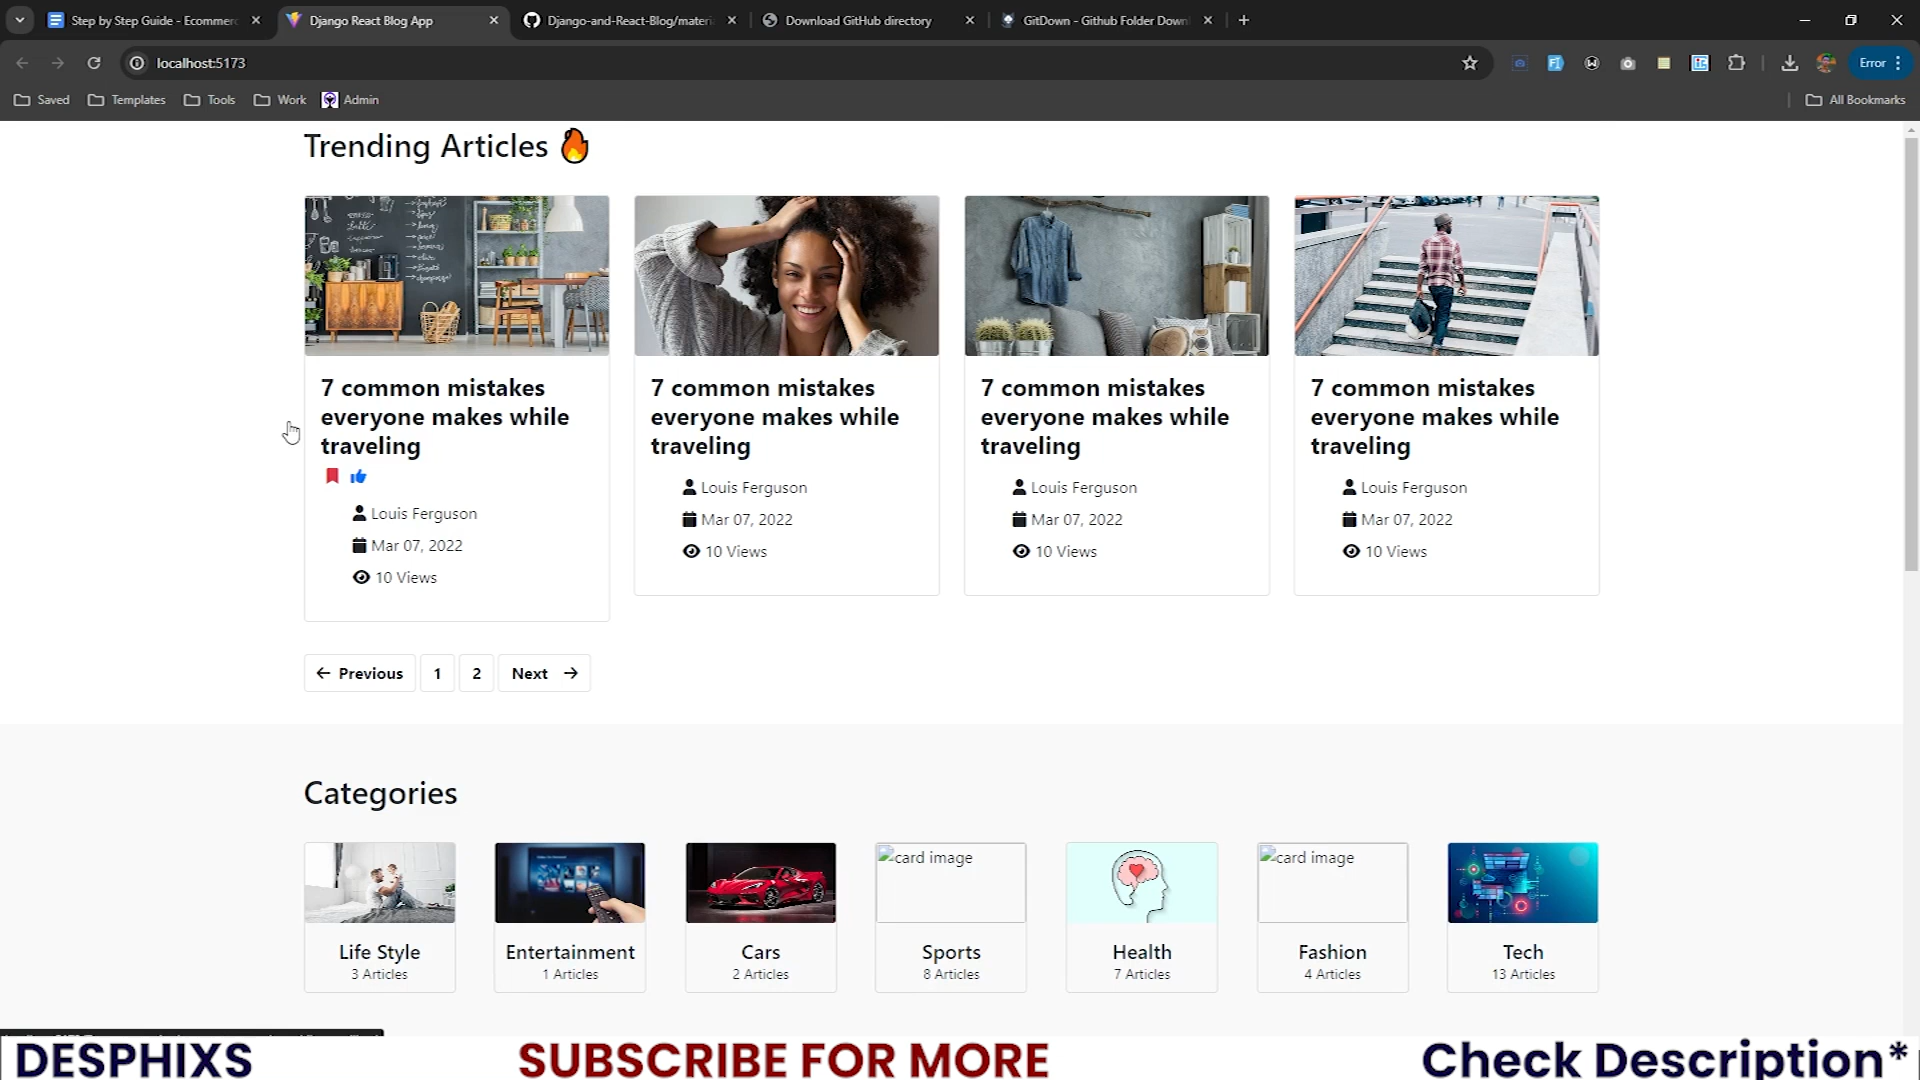 Step by Step Guide - Ecommerc
Django React Blog App
Django-and-React-Blog/materi
Download GitHub directory
GitDown - Github Folder Down
localhost:5173
Error
Saved
Templates
Tools
Work
Admin
All Bookmarks
Trending Articles 🔥
7 common mistakes
everyone makes while
traveling
Louis Ferguson
Mar 07, 2022
10 Views
7 common mistakes
everyone makes while
traveling
Louis Ferguson
Mar 07, 2022
10 Views
7 common mistakes
everyone makes while
traveling
Louis Ferguson
Mar 07, 2022
10 Views
7 common mistakes
everyone makes while
traveling
Louis Ferguson
Mar 07, 2022
10 Views
← Previous
1
2
Next →
Categories
Life Style
3 Articles
Entertainment
1 Articles
Cars
2 Articles
card image
Sports
8 Articles
Health
7 Articles
card image
Fashion
4 Articles
Tech
13 Articles
DESPHIXS
SUBSCRIBE FOR MORE
Check Description*